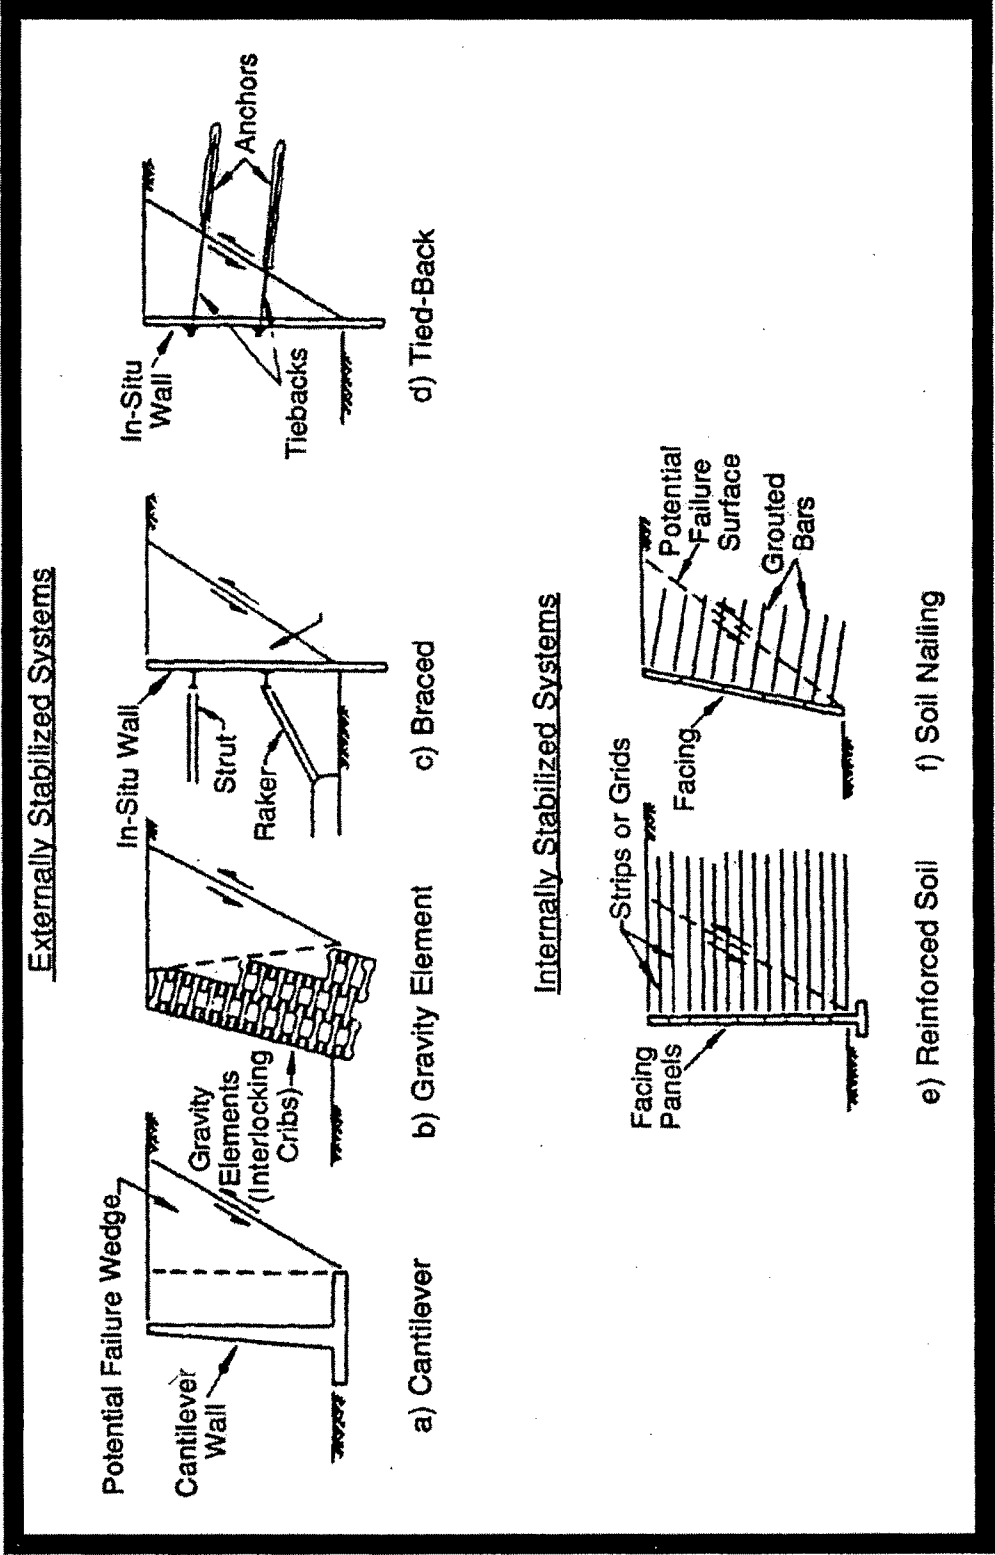 Externally Stabilized Systems
Potential Failure Wedge
Cantilever
Wall
a) Cantilever
Gravity
Elements
(Interlocking
Cribs)
b) Gravity Element
In-Situ Wall
Strut
Raker
c) Braced
In-Situ
Wall
Tiebacks
Anchors
d) Tied-Back
Internally Stabilized Systems
Facing
Panels
Strips or Grids
e) Reinforced Soil
Facing
Potential
Failure
Surface
Grouted
Bars
f) Soil Nailing